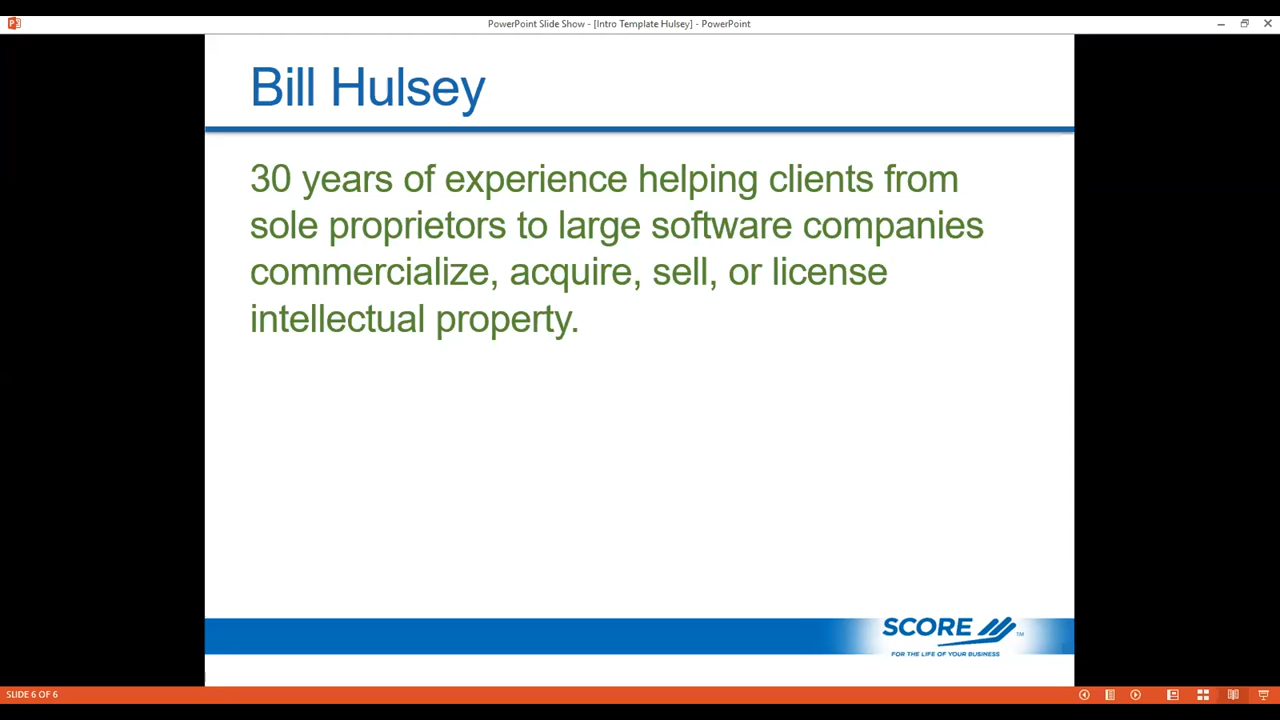 PowerPoint Slide Show - [Intro Template Hulsey] - PowerPoint
Bill Hulsey
30 years of experience helping clients from
sole proprietors to large software companies
commercialize, acquire, sell, or license
intellectual property.
SCORE TM
FOR THE LIFE OF YOUR BUSINESS
SLIDE 6 OF 6